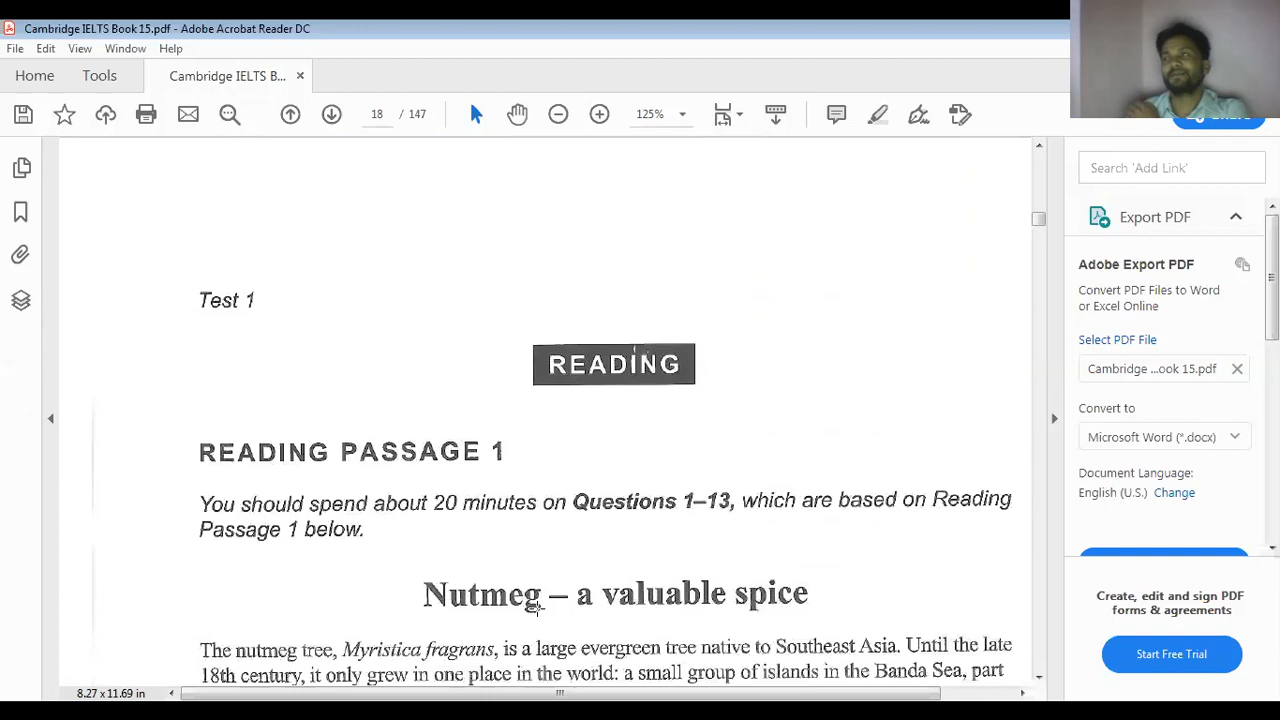 Cambridge IELTS Book 15.pdf - Adobe Acrobat Reader DC
File Edit View Window Help
Home Tools Cambridge IELTS B... ×
18 / 147 125%
Search 'Add Link'
Export PDF
Adobe Export PDF
Convert PDF Files to Word
or Excel Online
Select PDF File
Cambridge ...ook 15.pdf
Convert to
Microsoft Word (*.docx)
Document Language:
English (U.S.) Change
Create, edit and sign PDF
forms & agreements
Start Free Trial
Test 1
READING
READING PASSAGE 1
You should spend about 20 minutes on Questions 1–13, which are based on Reading
Passage 1 below.
Nutmeg – a valuable spice
The nutmeg tree, Myristica fragrans, is a large evergreen tree native to Southeast Asia. Until the late
18th century, it only grew in one place in the world: a small group of islands in the Banda Sea, part
8.27 x 11.69 in